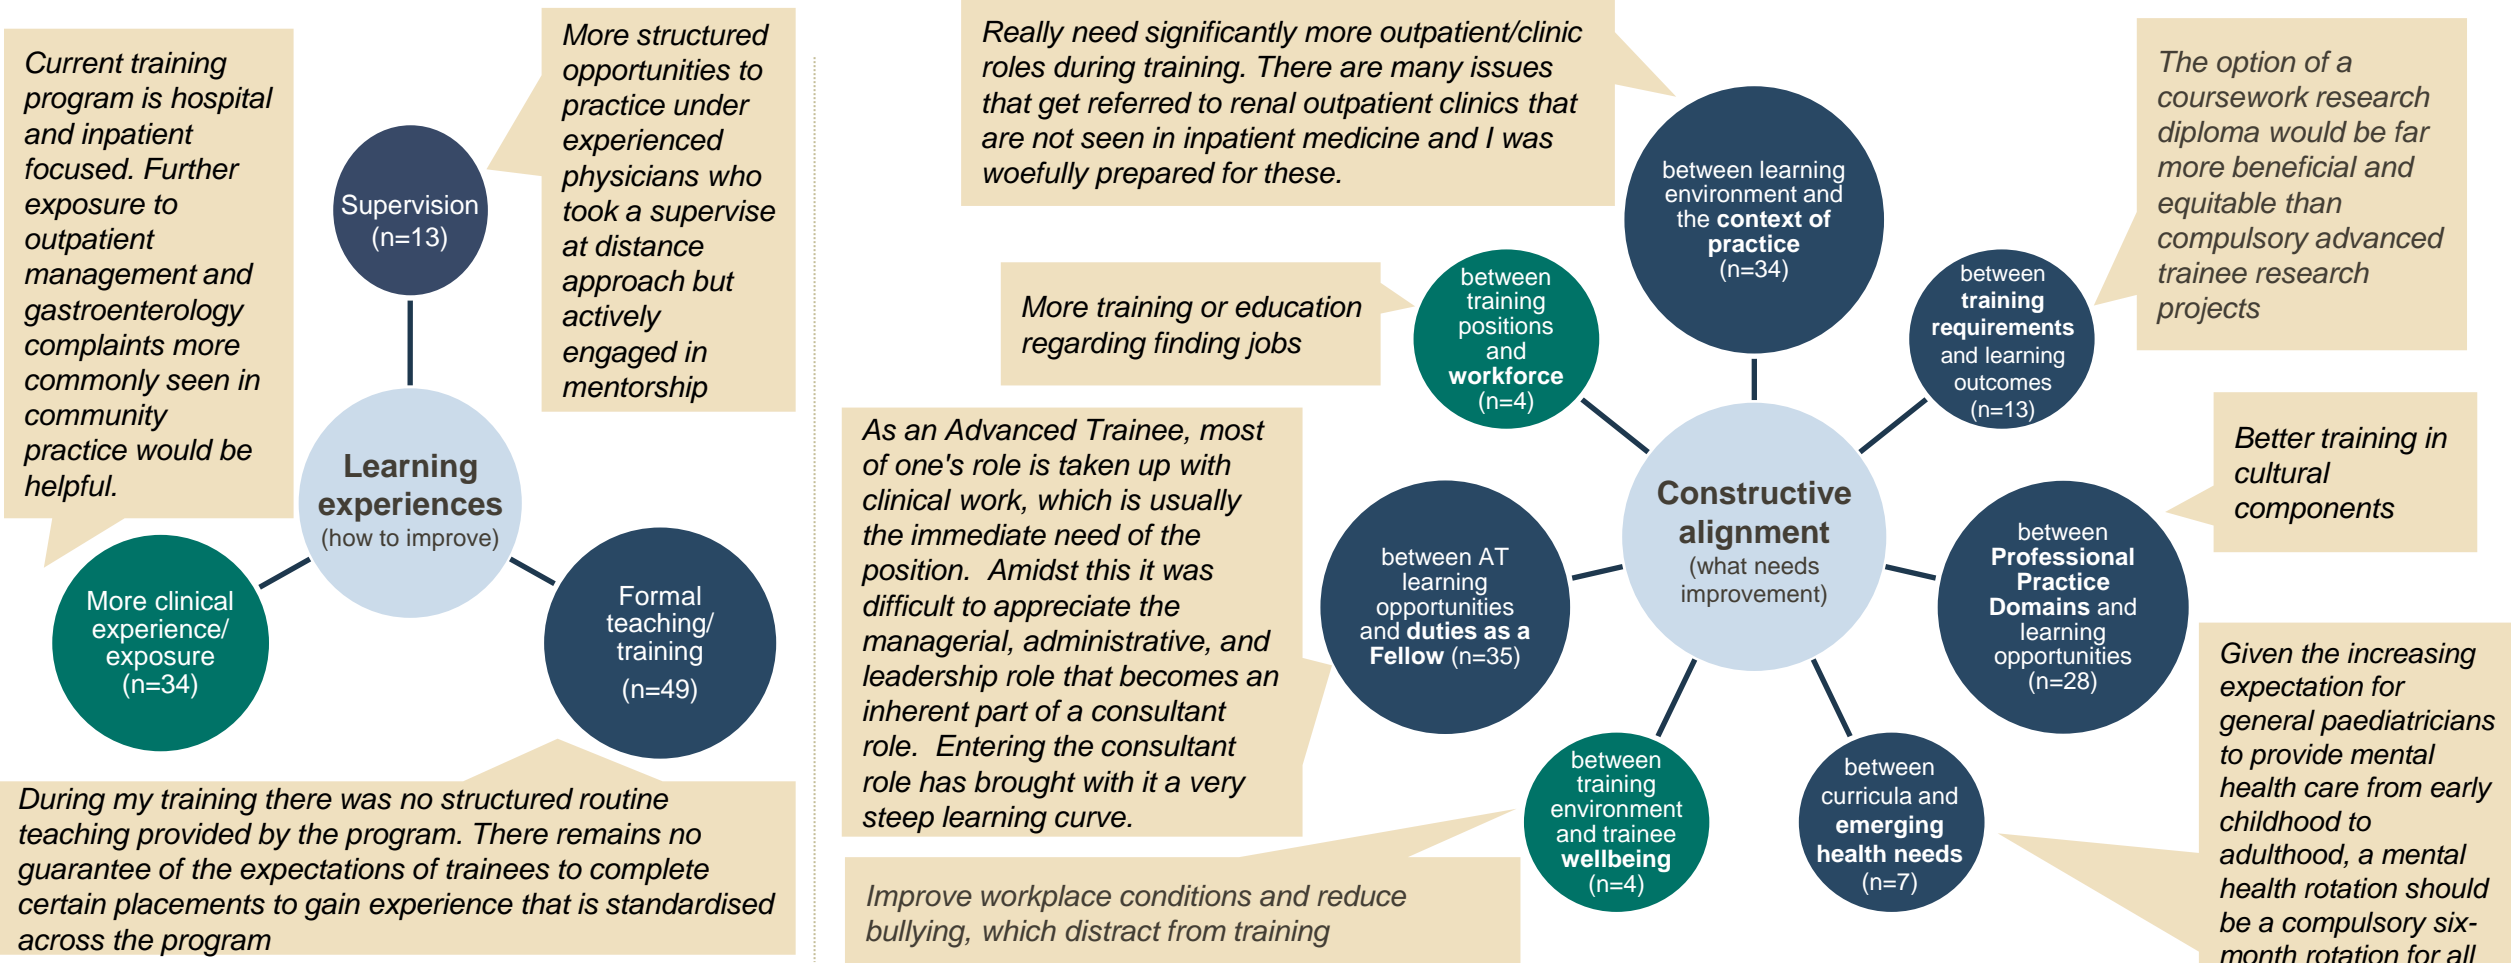 Current training
program is hospital
and inpatient
focused. Further
exposure to
outpatient
management and
gastroenterology
complaints more
commonly seen in
community
practice would be
helpful.
Supervision
(n=13)
More structured
opportunities to
practice under
experienced
physicians who
took a supervise
at distance
approach but
actively
engaged in
mentorship
Learning
experiences
(how to improve)
More clinical
experience/
exposure
(n=34)
Formal
teaching/
training
(n=49)
During my training there was no structured routine
teaching provided by the program. There remains no
guarantee of the expectations of trainees to complete
certain placements to gain experience that is standardised
across the program
Really need significantly more outpatient/clinic
roles during training. There are many issues
that get referred to renal outpatient clinics that
are not seen in inpatient medicine and I was
woefully prepared for these.
between learning
environment and
the context of
practice
(n=34)
The option of a
coursework research
diploma would be far
more beneficial and
equitable than
compulsory advanced
trainee research
projects
More training or education
regarding finding jobs
between
training
positions
and
workforce
(n=4)
between
training
requirements
and learning
outcomes
(n=13)
As an Advanced Trainee, most
of one's role is taken up with
clinical work, which is usually
the immediate need of the
position.  Amidst this it was
difficult to appreciate the
managerial, administrative, and
leadership role that becomes an
inherent part of a consultant
role.  Entering the consultant
role has brought with it a very
steep learning curve.
between AT
learning
opportunities
and duties as a
Fellow (n=35)
Constructive
alignment
(what needs
improvement)
Better training in
cultural
components
between
Professional
Practice
Domains and
learning
opportunities
(n=28)
between
training
environment
and trainee
wellbeing
(n=4)
between
curricula and
emerging
health needs
(n=7)
Given the increasing
expectation for
general paediatricians
to provide mental
health care from early
childhood to
adulthood, a mental
health rotation should
be a compulsory six-
month rotation for all
Improve workplace conditions and reduce
bullying, which distract from training